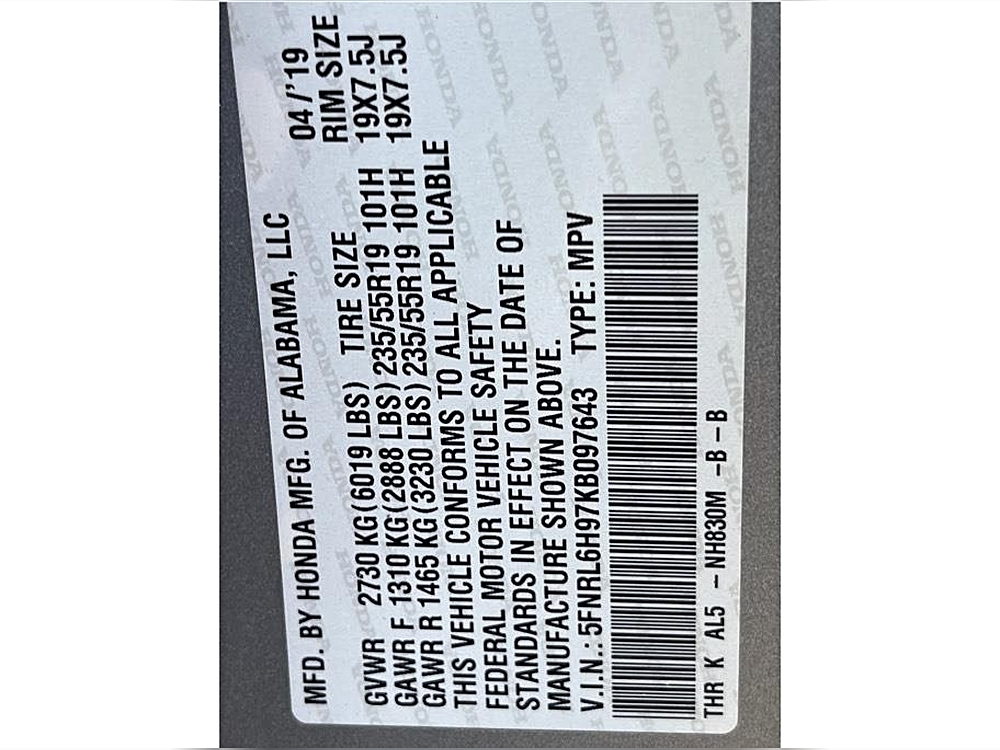 MFD. BY HONDA MFG. OF ALABAMA, LLC 04/'19
GVWR 2730 KG(6019 LBS) TIRE SIZE RIM SIZE
GAWR F 1310 KG(2888 LBS) 235/55R19 101H 19X7.5J
GAWR R 1465 KG(3230 LBS) 235/55R19 101H 19X7.5J
THIS VEHICLE CONFORMS TO ALL APPLICABLE
FEDERAL MOTOR VEHICLE SAFETY
STANDARDS IN EFFECT ON THE DATE OF
MANUFACTURE SHOWN ABOVE.
V.I.N.: 5FNRL6H97KB097643 TYPE: MPV
THR K AL5 - NH830M -B-B